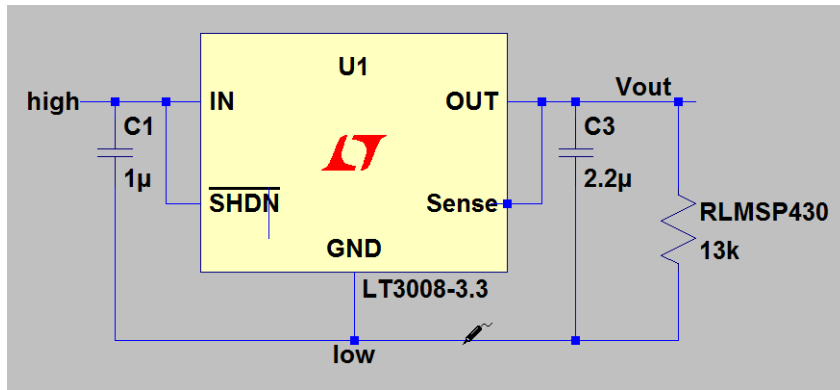 U1
high
IN
OUT
Vout
C1
1µ
C3
2.2µ
SHDN
Sense
RLMSP430
13k
GND
LT3008-3.3
low